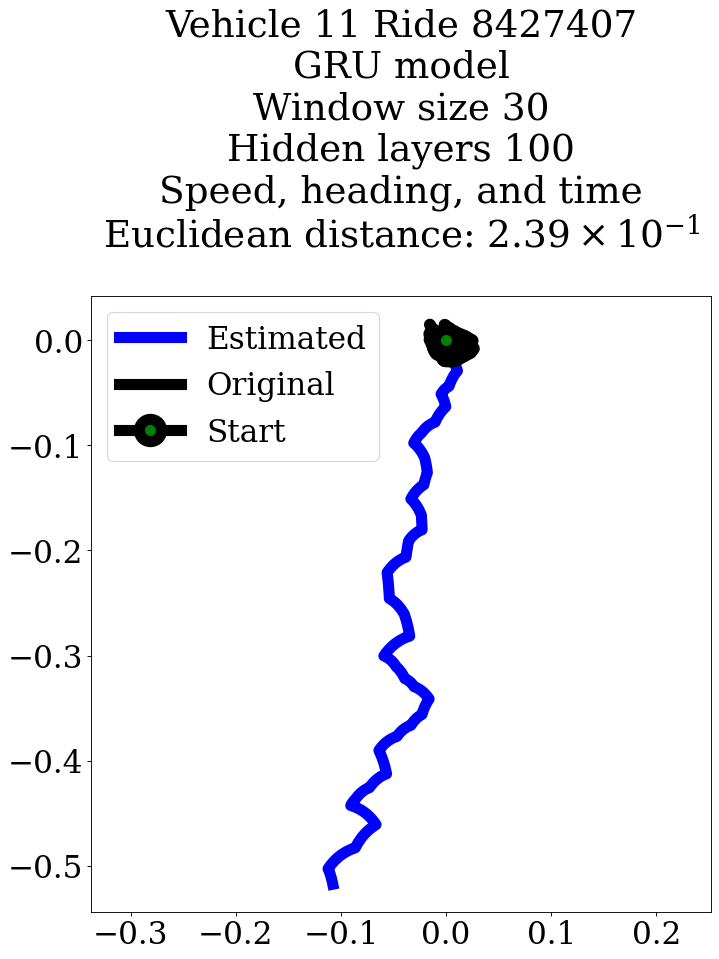 Vehicle 11 Ride 8427407
GRU model
Window size 30
Hidden layers 100
Speed, heading, and time
Euclidean distance: 2.39 × 10⁻¹
Estimated
Original
Start
0.0
−0.1
−0.2
−0.3
−0.4
−0.5
−0.3 −0.2 −0.1 0.0 0.1 0.2